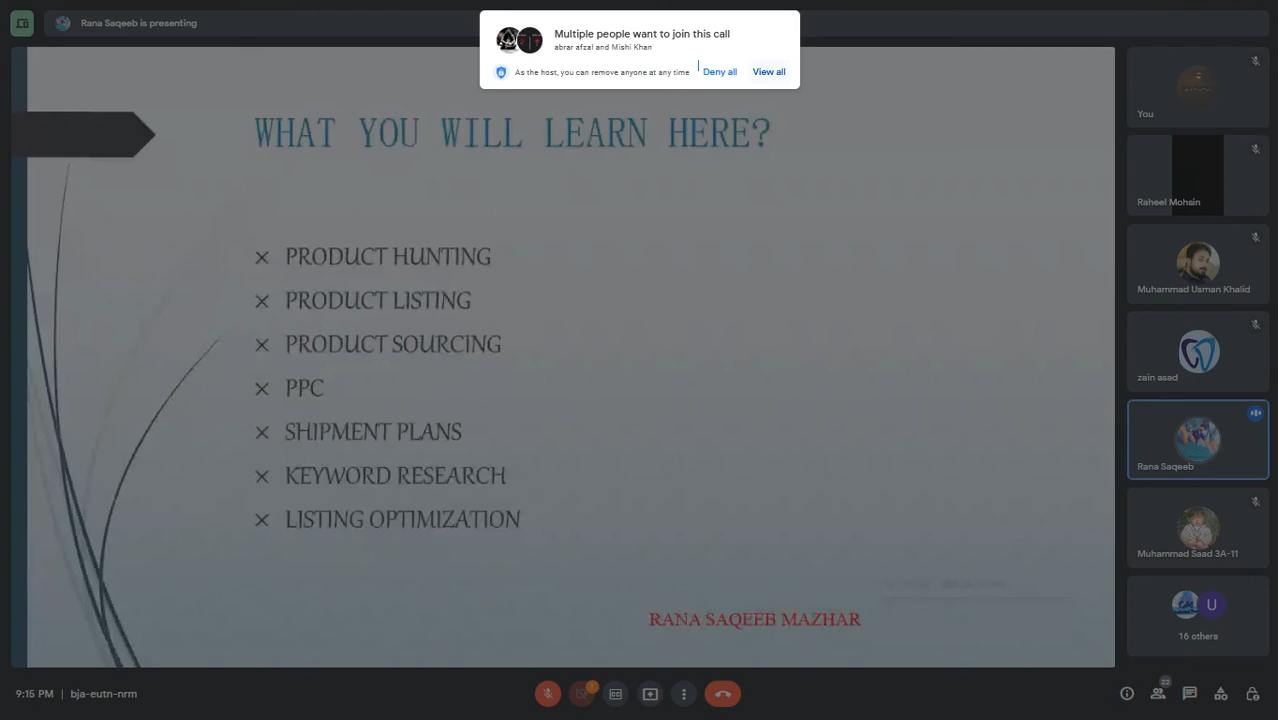 Rana Saqeeb is presenting
Multiple people want to join this call
abrar afzal and Mishi Khan
As the host, you can remove anyone at any time
Deny all
View all
WHAT YOU WILL LEARN HERE?
PRODUCT HUNTING
PRODUCT LISTING
PRODUCT SOURCING
PPC
SHIPMENT PLANS
KEYWORD RESEARCH
LISTING OPTIMIZATION
RANA SAQEEB MAZHAR
You
Raheel Mohsin
Muhammad Usman Khalid
zain asad
Rana Saqeeb
Muhammad Saad 3A-11
U
16 others
9:15 PM | bja-eutn-nrm
22